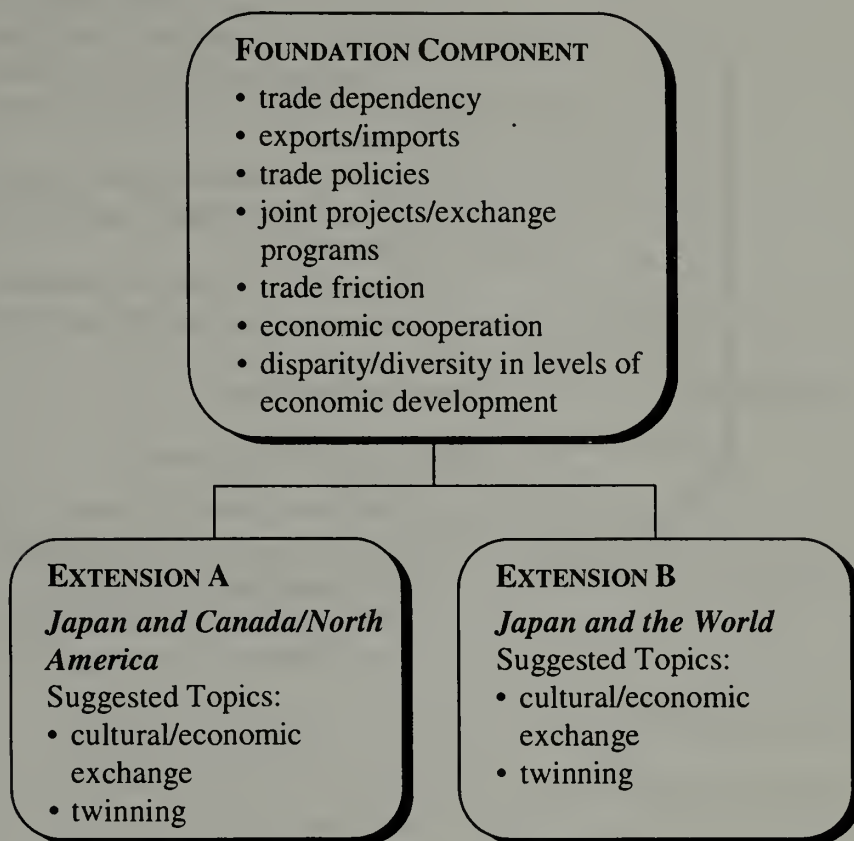 FOUNDATION COMPONENT
• trade dependency
• exports/imports
• trade policies
• joint projects/exchange
programs
• trade friction
• economic cooperation
• disparity/diversity in levels of
economic development
EXTENSION A
Japan and Canada/North
America
Suggested Topics:
• cultural/economic
exchange
• twinning
EXTENSION B
Japan and the World
Suggested Topics:
• cultural/economic
exchange
• twinning